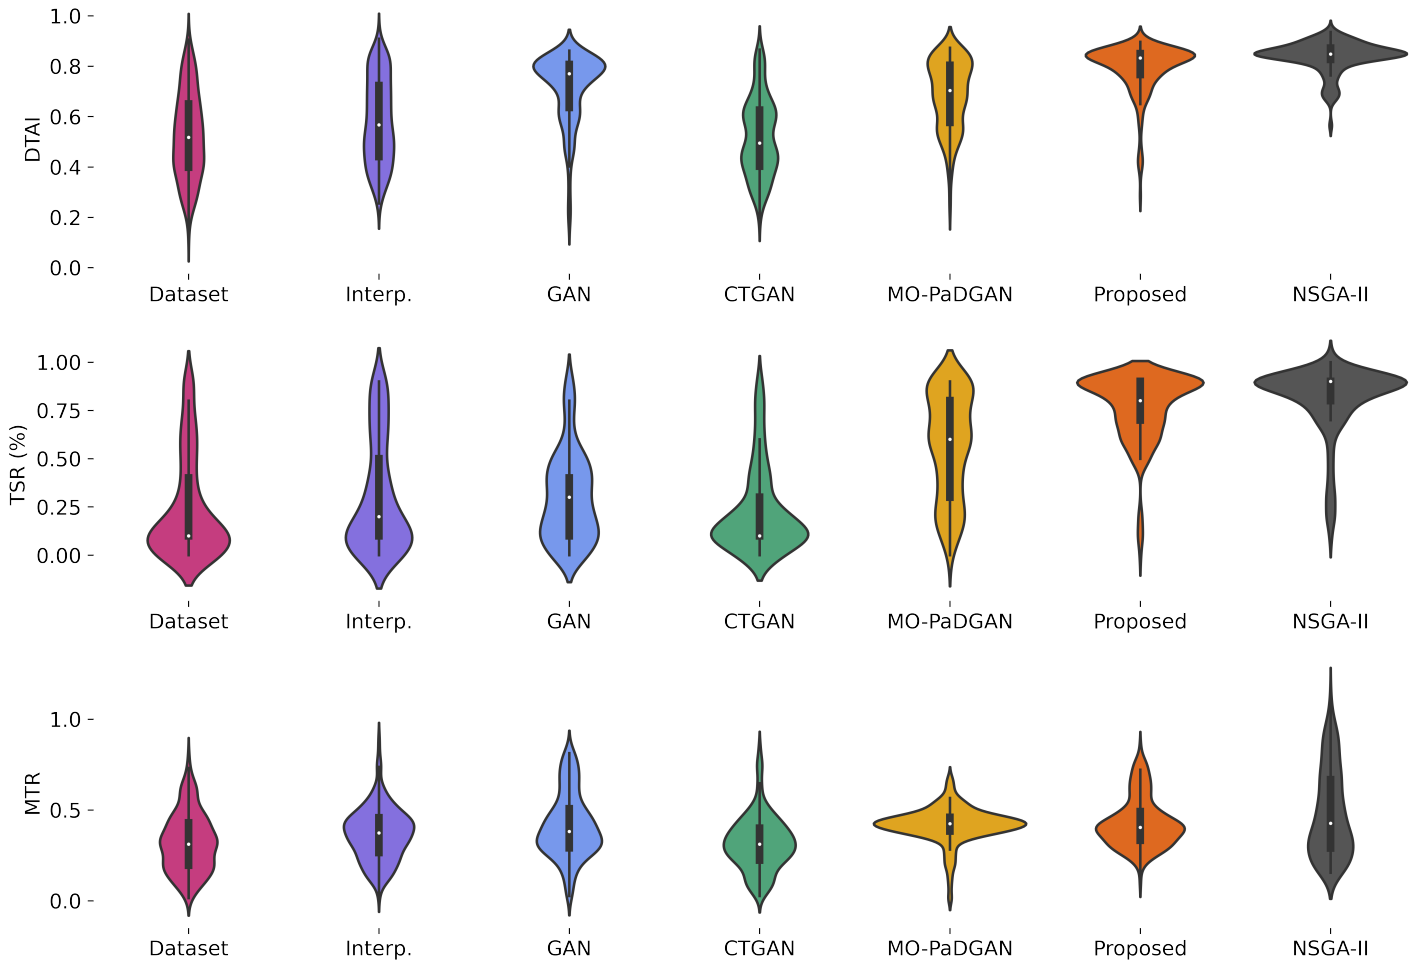 1.0
0.8
0.6
0.4
0.2
0.0
DTAI
Dataset Interp. GAN CTGAN MO-PaDGAN Proposed NSGA-II
1.00
0.75
0.50
0.25
0.00
TSR (%)
Dataset Interp. GAN CTGAN MO-PaDGAN Proposed NSGA-II
1.0
0.5
0.0
MTR
Dataset Interp. GAN CTGAN MO-PaDGAN Proposed NSGA-II